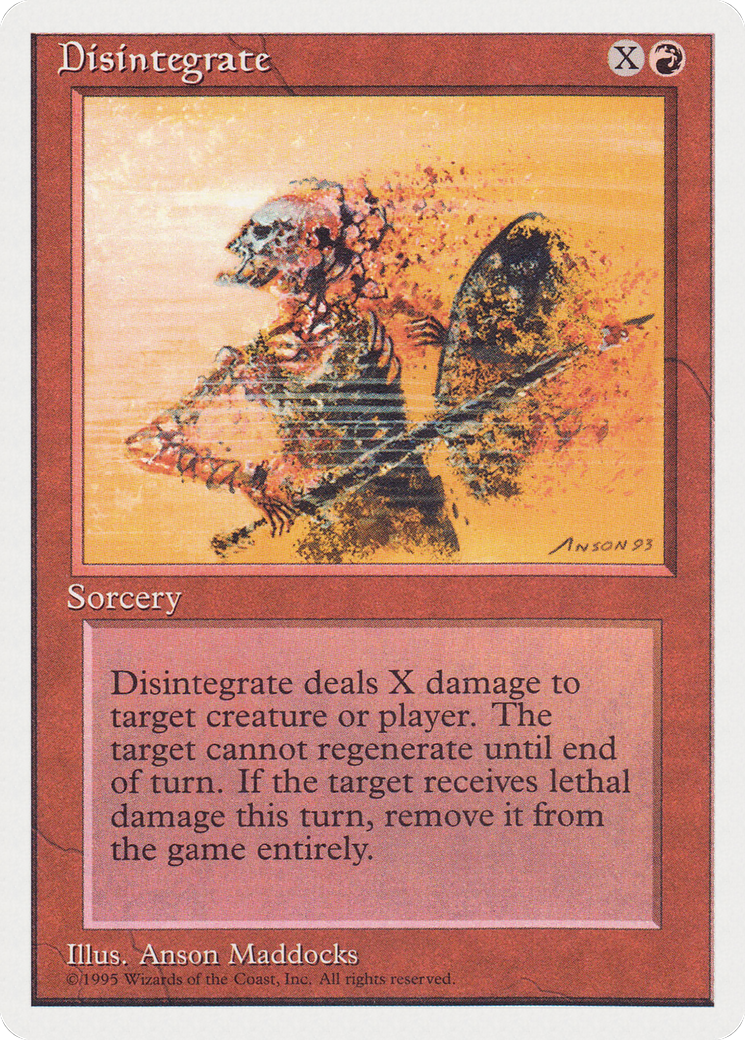 Disintegrate X
ANSON 93
Sorcery
Disintegrate deals X damage to
target creature or player. The
target cannot regenerate until end
of turn. If the target receives lethal
damage this turn, remove it from
the game entirely.
Illus. Anson Maddocks
© 1995 Wizards of the Coast, Inc. All rights reserved.